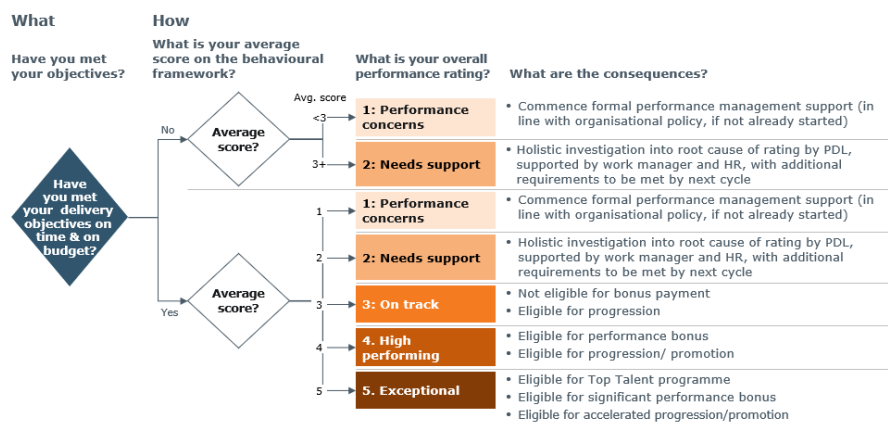 What
How
Have you met
your objectives?
What is your average
score on the behavioural
framework?
What is your overall
performance rating?
What are the consequences?
Avg. score
No
Average
score?
<3
1: Performance
concerns
• Commence formal performance management support (in
line with organisational policy, if not already started)
3+
2: Needs support
• Holistic investigation into root cause of rating by PDL,
supported by work manager and HR, with additional
requirements to be met by next cycle
Have
you met
your delivery
objectives on
time & on
budget?
Yes
Average
score?
1
1: Performance
concerns
• Commence formal performance management support (in
line with organisational policy, if not already started)
2
2: Needs support
• Holistic investigation into root cause of rating by PDL,
supported by work manager and HR, with additional
requirements to be met by next cycle
3
3: On track
• Not eligible for bonus payment
• Eligible for progression
4
4. High
performing
• Eligible for performance bonus
• Eligible for progression/ promotion
5
5. Exceptional
• Eligible for Top Talent programme
• Eligible for significant performance bonus
• Eligible for accelerated progression/promotion